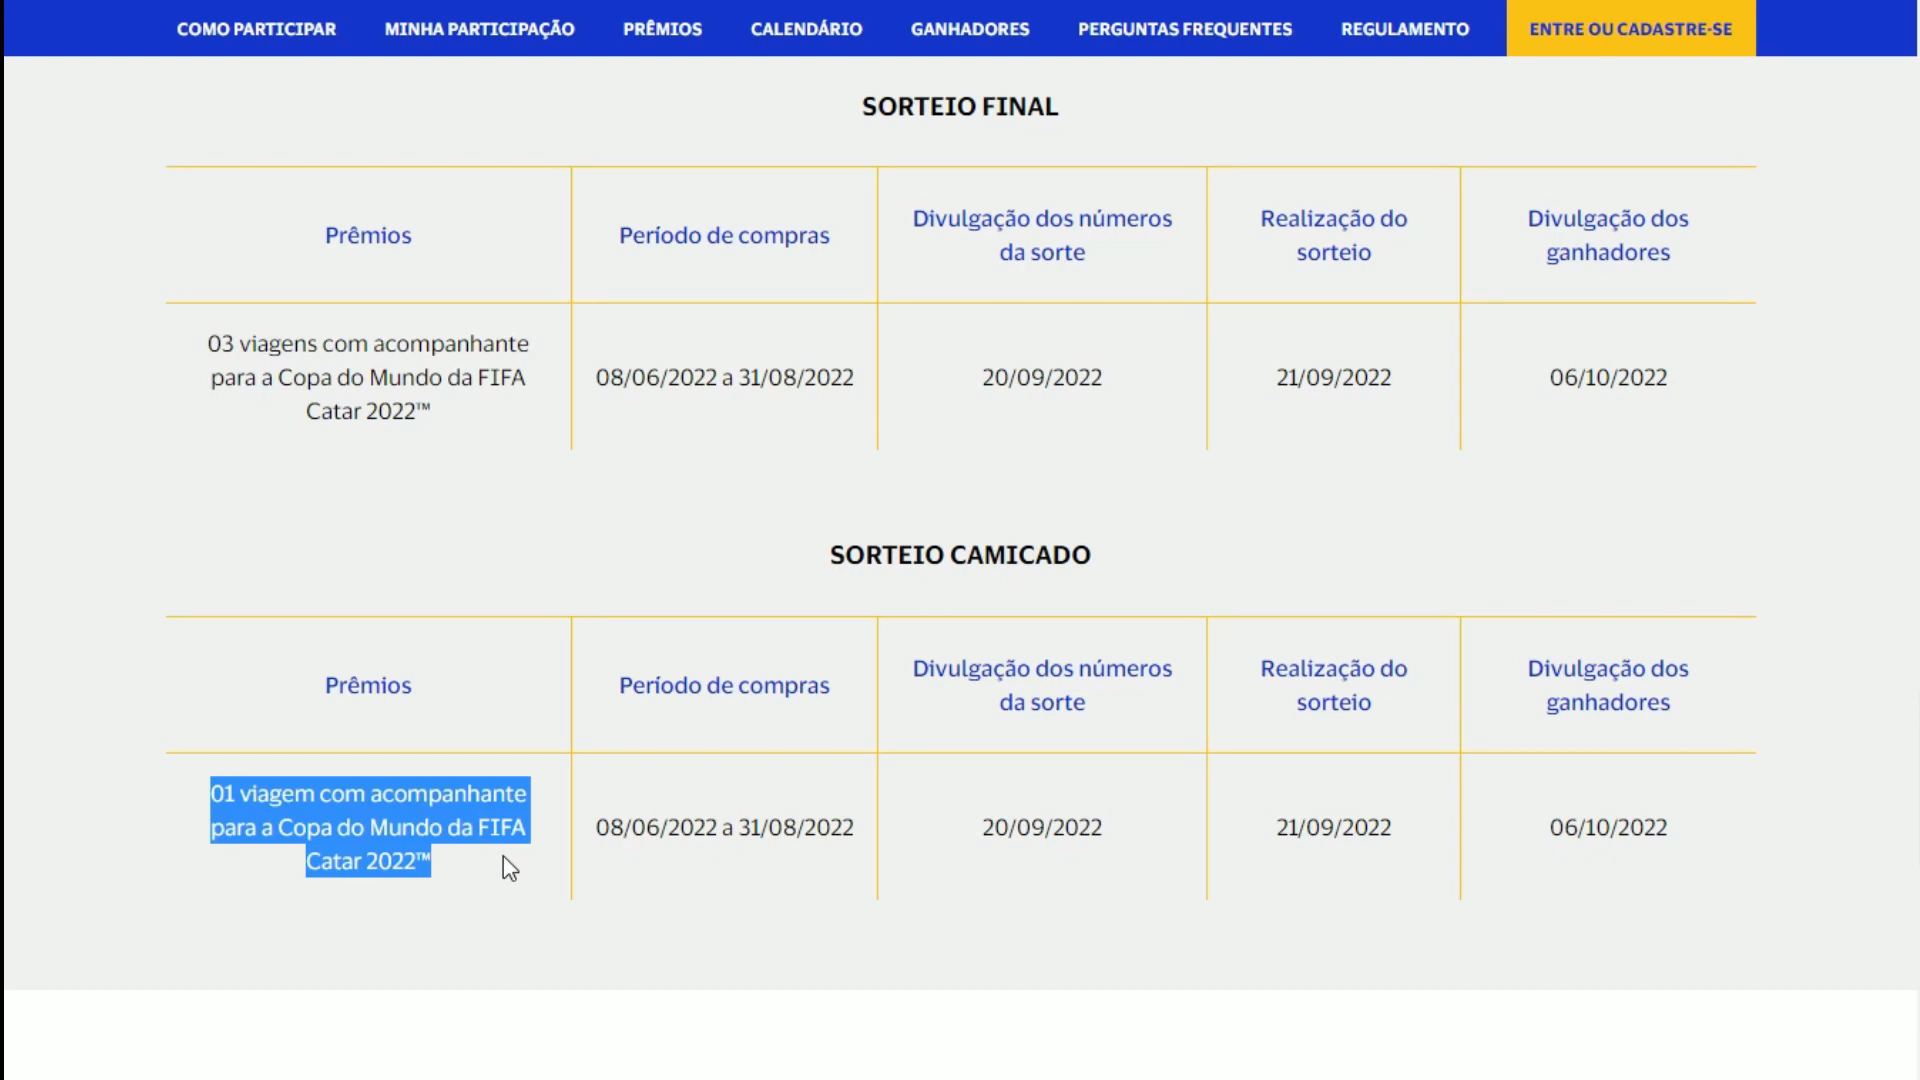 COMO PARTICIPAR MINHA PARTICIPAÇÃO PRÊMIOS CALENDÁRIO GANHADORES PERGUNTAS FREQUENTES REGULAMENTO ENTRE OU CADASTRE-SE
SORTEIO FINAL
Prêmios
Período de compras
Divulgação dos números
da sorte
Realização do
sorteio
Divulgação dos
ganhadores
03 viagens com acompanhante
para a Copa do Mundo da FIFA
Catar 2022™
08/06/2022 a 31/08/2022
20/09/2022
21/09/2022
06/10/2022
SORTEIO CAMICADO
Prêmios
Período de compras
Divulgação dos números
da sorte
Realização do
sorteio
Divulgação dos
ganhadores
01 viagem com acompanhante
para a Copa do Mundo da FIFA
Catar 2022™
08/06/2022 a 31/08/2022
20/09/2022
21/09/2022
06/10/2022